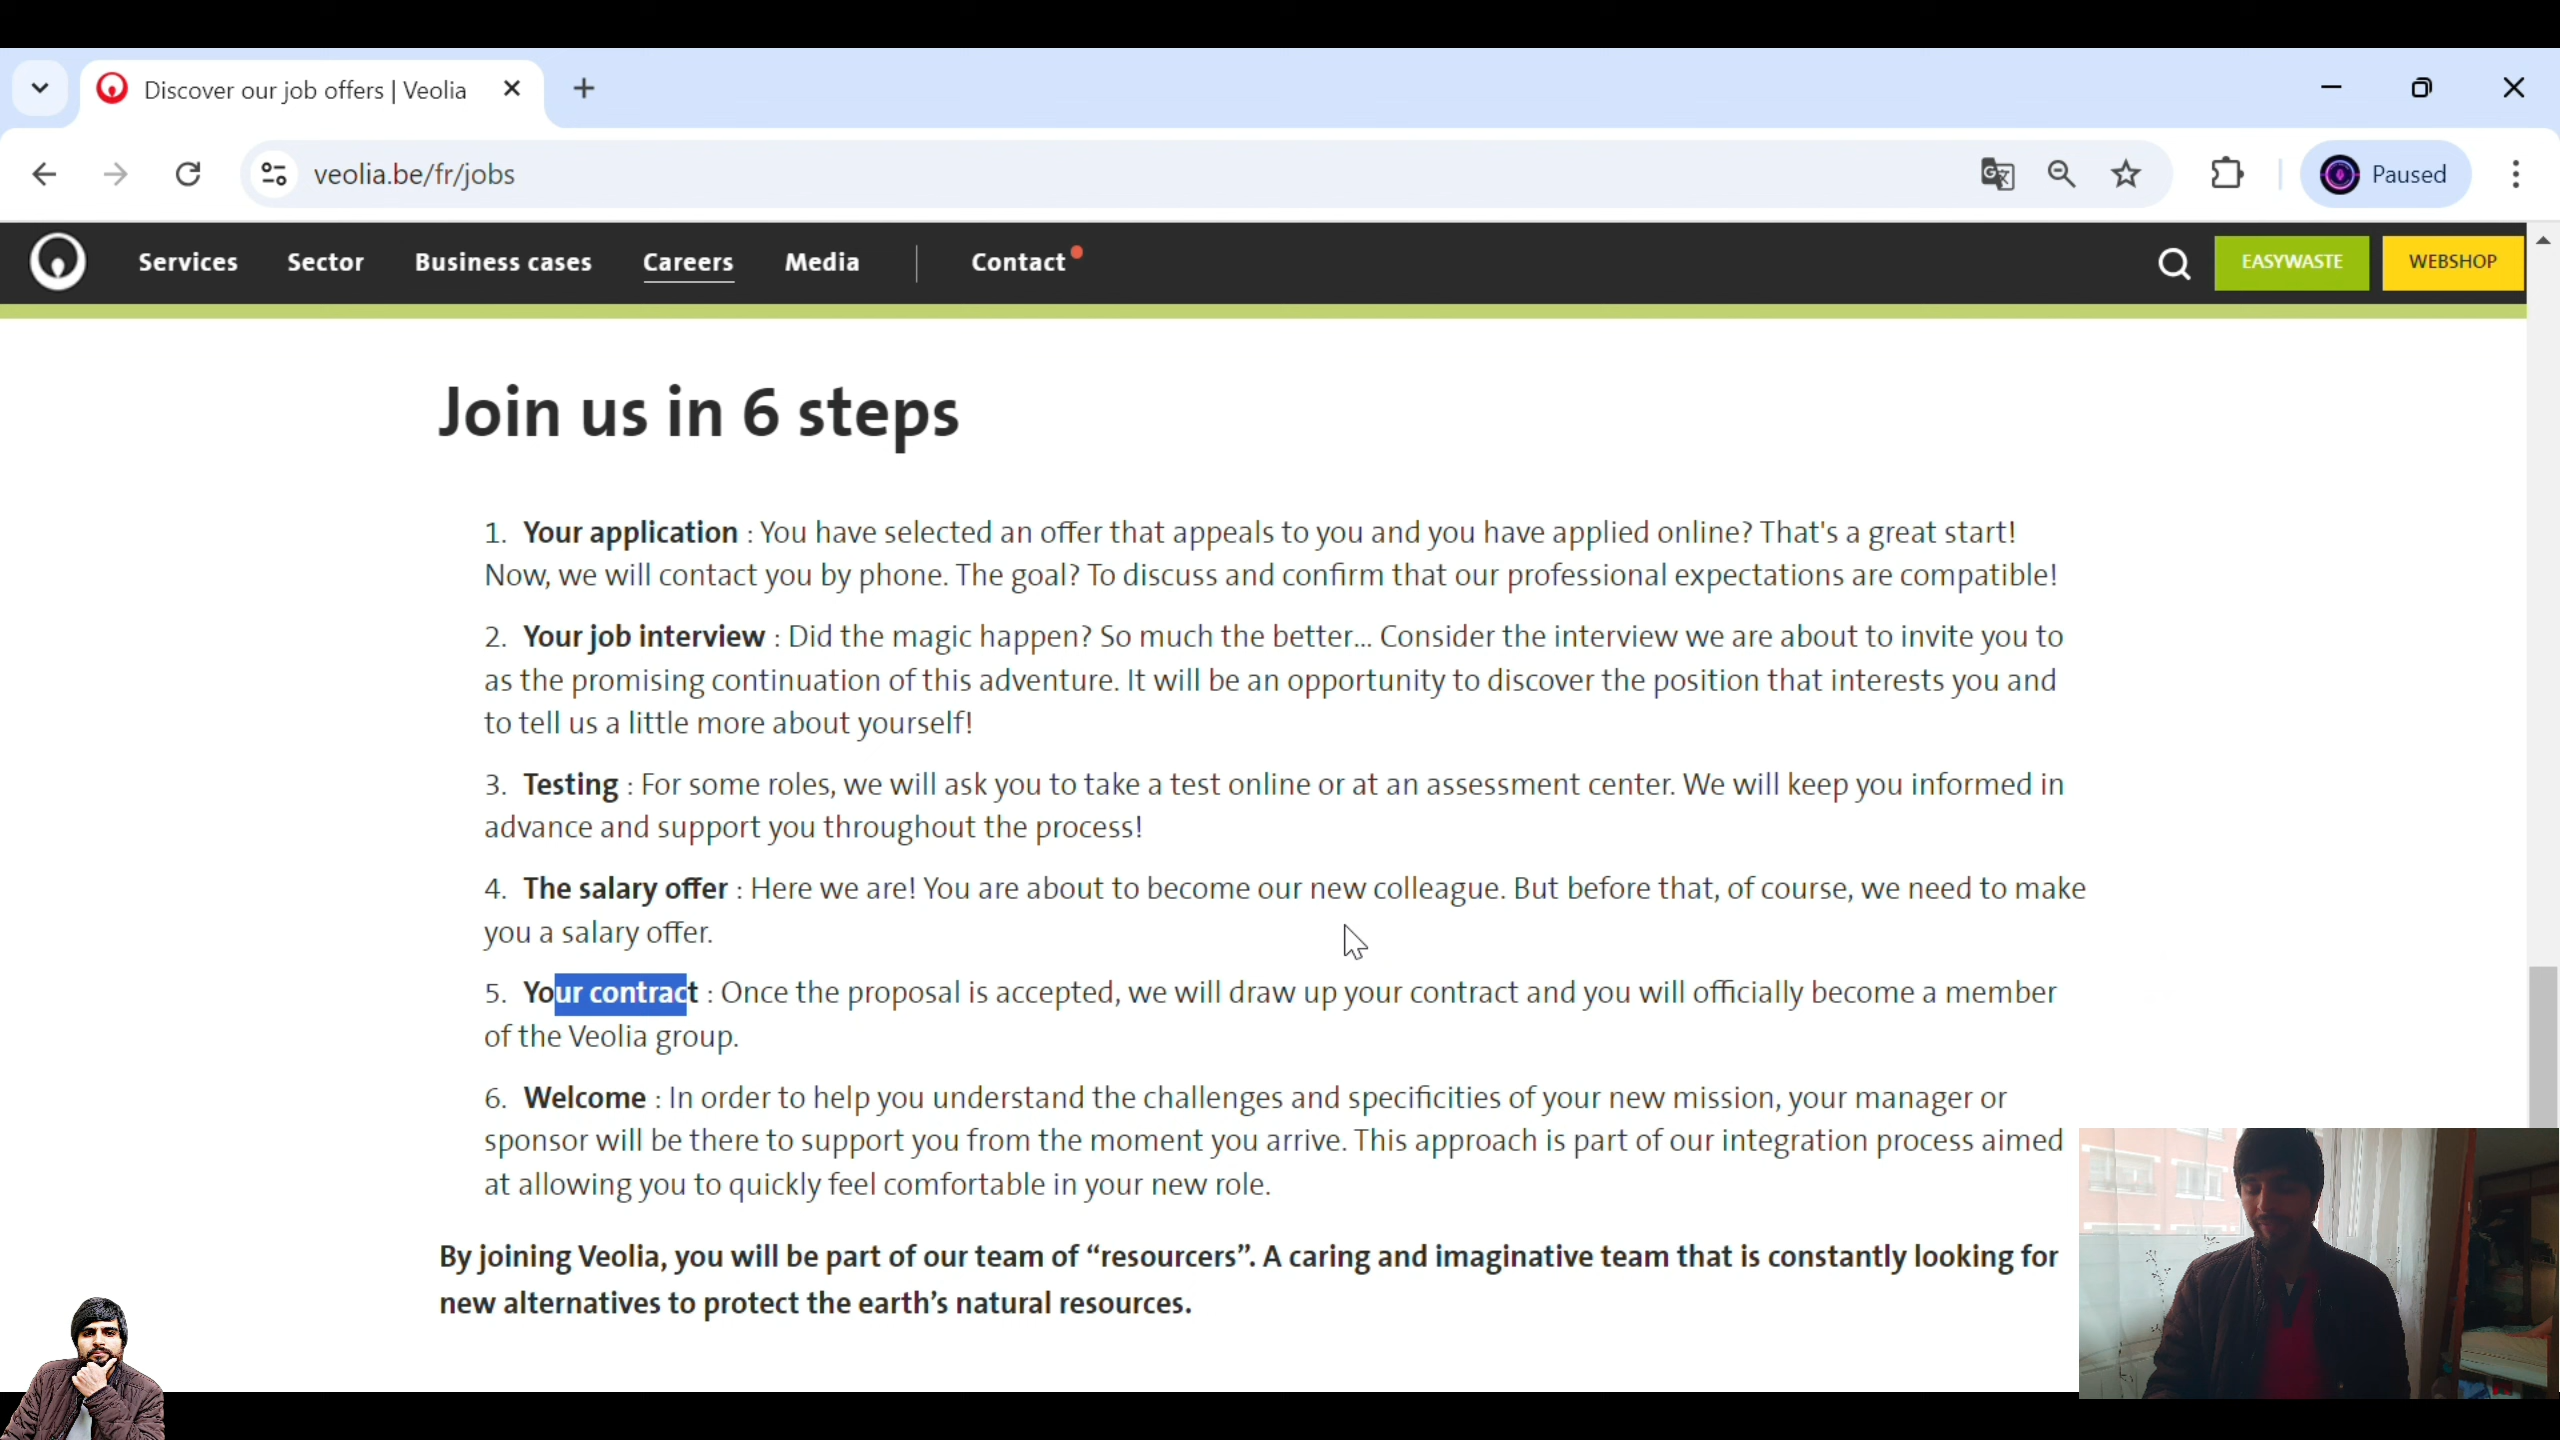 Discover our job offers | Veolia
veolia.be/fr/jobs
Paused
Services Sector Business cases Careers Media Contact EASYWASTE WEBSHOP
Join us in 6 steps
1. Your application : You have selected an offer that appeals to you and you have applied online? That's a great start!
Now, we will contact you by phone. The goal? To discuss and confirm that our professional expectations are compatible!
2. Your job interview : Did the magic happen? So much the better... Consider the interview we are about to invite you to
as the promising continuation of this adventure. It will be an opportunity to discover the position that interests you and
to tell us a little more about yourself!
3. Testing : For some roles, we will ask you to take a test online or at an assessment center. We will keep you informed in
advance and support you throughout the process!
4. The salary offer : Here we are! You are about to become our new colleague. But before that, of course, we need to make
you a salary offer.
5. Your contract : Once the proposal is accepted, we will draw up your contract and you will officially become a member
of the Veolia group.
6. Welcome : In order to help you understand the challenges and specificities of your new mission, your manager or
sponsor will be there to support you from the moment you arrive. This approach is part of our integration process aimed
at allowing you to quickly feel comfortable in your new role.
By joining Veolia, you will be part of our team of “resourcers”. A caring and imaginative team that is constantly looking for
new alternatives to protect the earth’s natural resources.